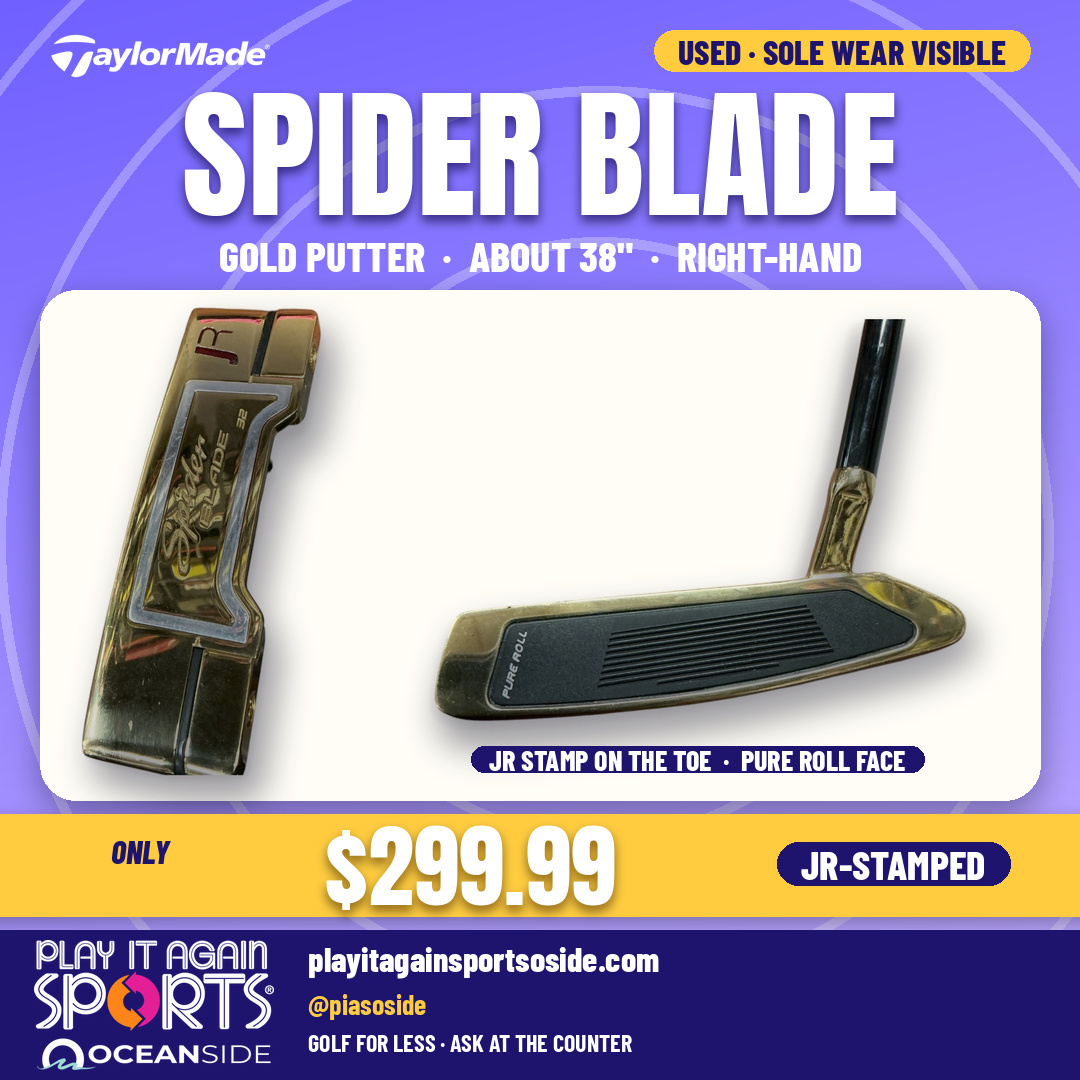 TaylorMade
USED · SOLE WEAR VISIBLE
SPIDER BLADE
GOLD PUTTER · ABOUT 38" · RIGHT-HAND
JR
Spider
BLADE
32
PURE ROLL
JR STAMP ON THE TOE · PURE ROLL FACE
ONLY
$299.99
JR-STAMPED
PLAY IT AGAIN
SPORTS®
OCEANSIDE
playitagainsportsoside.com
@piasoside
GOLF FOR LESS · ASK AT THE COUNTER